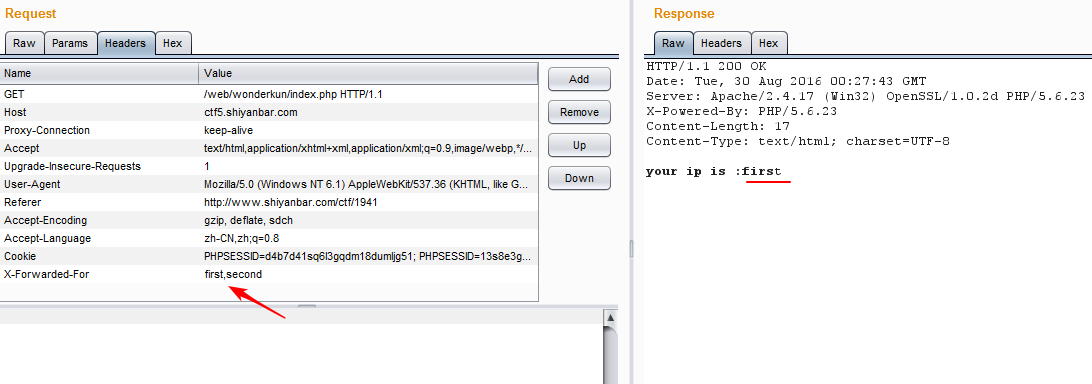 Request
Raw Params Headers Hex
Name Value
GET /web/wonderkun/index.php HTTP/1.1
Host ctf5.shiyanbar.com
Proxy-Connection keep-alive
Accept text/html,application/xhtml+xml,application/xml;q=0.9,image/webp,*/...
Upgrade-Insecure-Requests 1
User-Agent Mozilla/5.0 (Windows NT 6.1) AppleWebKit/537.36 (KHTML, like G...
Referer http://www.shiyanbar.com/ctf/1941
Accept-Encoding gzip, deflate, sdch
Accept-Language zh-CN,zh;q=0.8
Cookie PHPSESSID=d4b7d41sq6l3gqdm18dumljg51; PHPSESSID=13s8e3g...
X-Forwarded-For first,second
Add
Remove
Up
Down
Response
Raw Headers Hex
HTTP/1.1 200 OK
Date: Tue, 30 Aug 2016 00:27:43 GMT
Server: Apache/2.4.17 (Win32) OpenSSL/1.0.2d PHP/5.6.23
X-Powered-By: PHP/5.6.23
Content-Length: 17
Content-Type: text/html; charset=UTF-8
your ip is :first